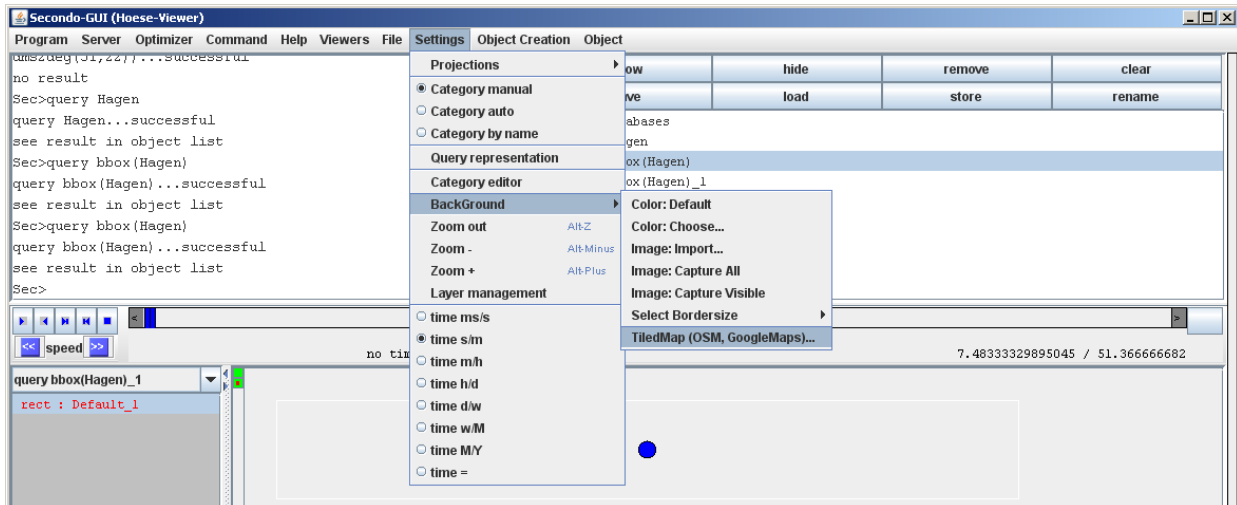 Secondo-GUI (Hoese-Viewer)
Program Server Optimizer Command Help Viewers File Settings Object Creation Object
no result
Sec>query Hagen
query Hagen...successful
see result in object list
Sec>query bbox(Hagen)
query bbox(Hagen)...successful
see result in object list
Sec>query bbox(Hagen)
query bbox(Hagen)...successful
see result in object list
Sec>
Projections
Category manual
Category auto
Category by name
Query representation
Category editor
BackGround
Zoom out Alt-Z
Zoom - Alt-Minus
Zoom + Alt-Plus
Layer management
time ms/s
time s/m
time m/h
time h/d
time d/w
time w/M
time M/Y
time =
ow hide remove clear
ve load store rename
abases
gen
ox(Hagen)
ox(Hagen)_1
Color: Default
Color: Choose...
Image: Import...
Image: Capture All
Image: Capture Visible
Select Bordersize
TiledMap (OSM, GoogleMaps)...
<< speed >>
no tim
7.48333329895045 / 51.366666682
query bbox(Hagen)_1
rect : Default_1